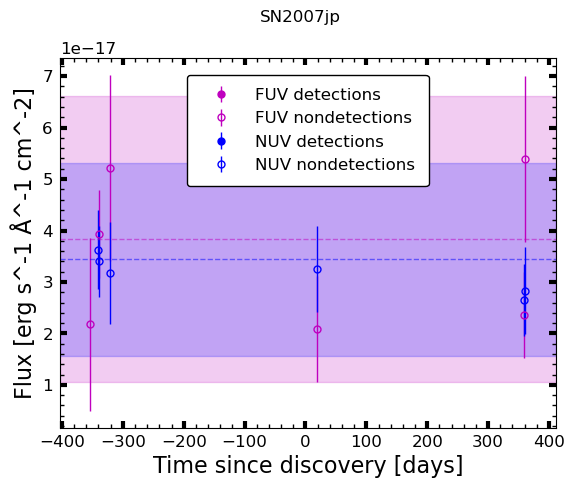 SN2007jp
1e−17
Flux [erg s^-1 Å^-1 cm^-2]
7
6
5
4
3
2
1
FUV detections
FUV nondetections
NUV detections
NUV nondetections
−400 −300 −200 −100 0 100 200 300 400
Time since discovery [days]